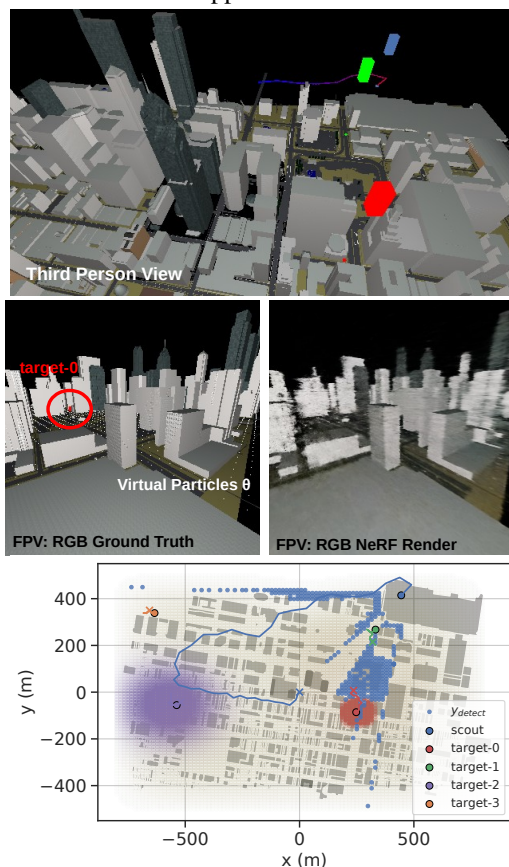 Third Person View
target-0
Virtual Particles θ
FPV: RGB Ground Truth
FPV: RGB NeRF Render
400
200
0
−200
−400
y (m)
y_detect
scout
target-0
target-1
target-2
target-3
−500
0
500
x (m)